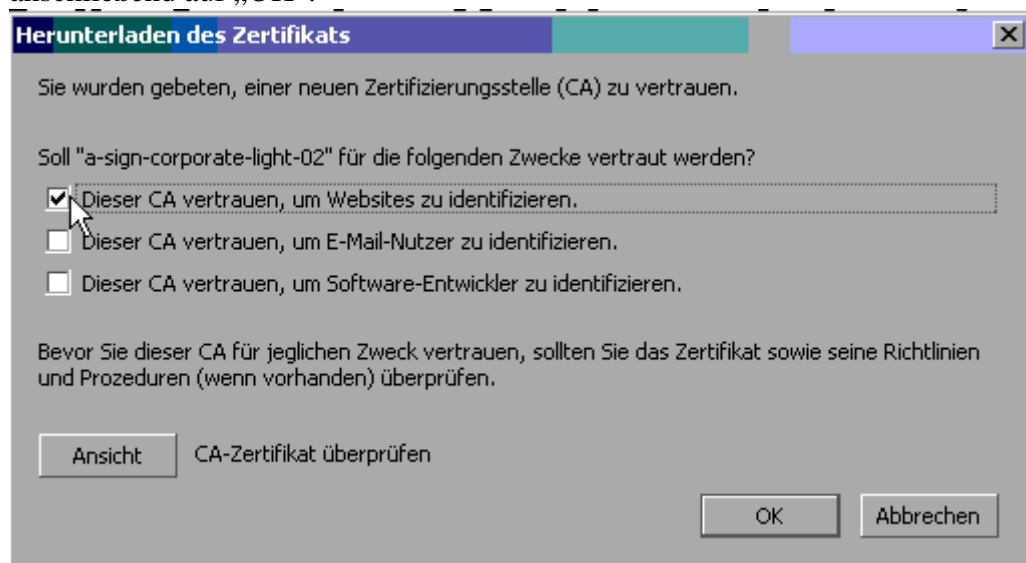 Herunterladen des Zertifikats
Sie wurden gebeten, einer neuen Zertifizierungsstelle (CA) zu vertrauen.
Soll "a-sign-corporate-light-02" für die folgenden Zwecke vertraut werden?
Dieser CA vertrauen, um Websites zu identifizieren.
Dieser CA vertrauen, um E-Mail-Nutzer zu identifizieren.
Dieser CA vertrauen, um Software-Entwickler zu identifizieren.
Bevor Sie dieser CA für jeglichen Zweck vertrauen, sollten Sie das Zertifikat sowie seine Richtlinien
und Prozeduren (wenn vorhanden) überprüfen.
Ansicht CA-Zertifikat überprüfen
OK Abbrechen